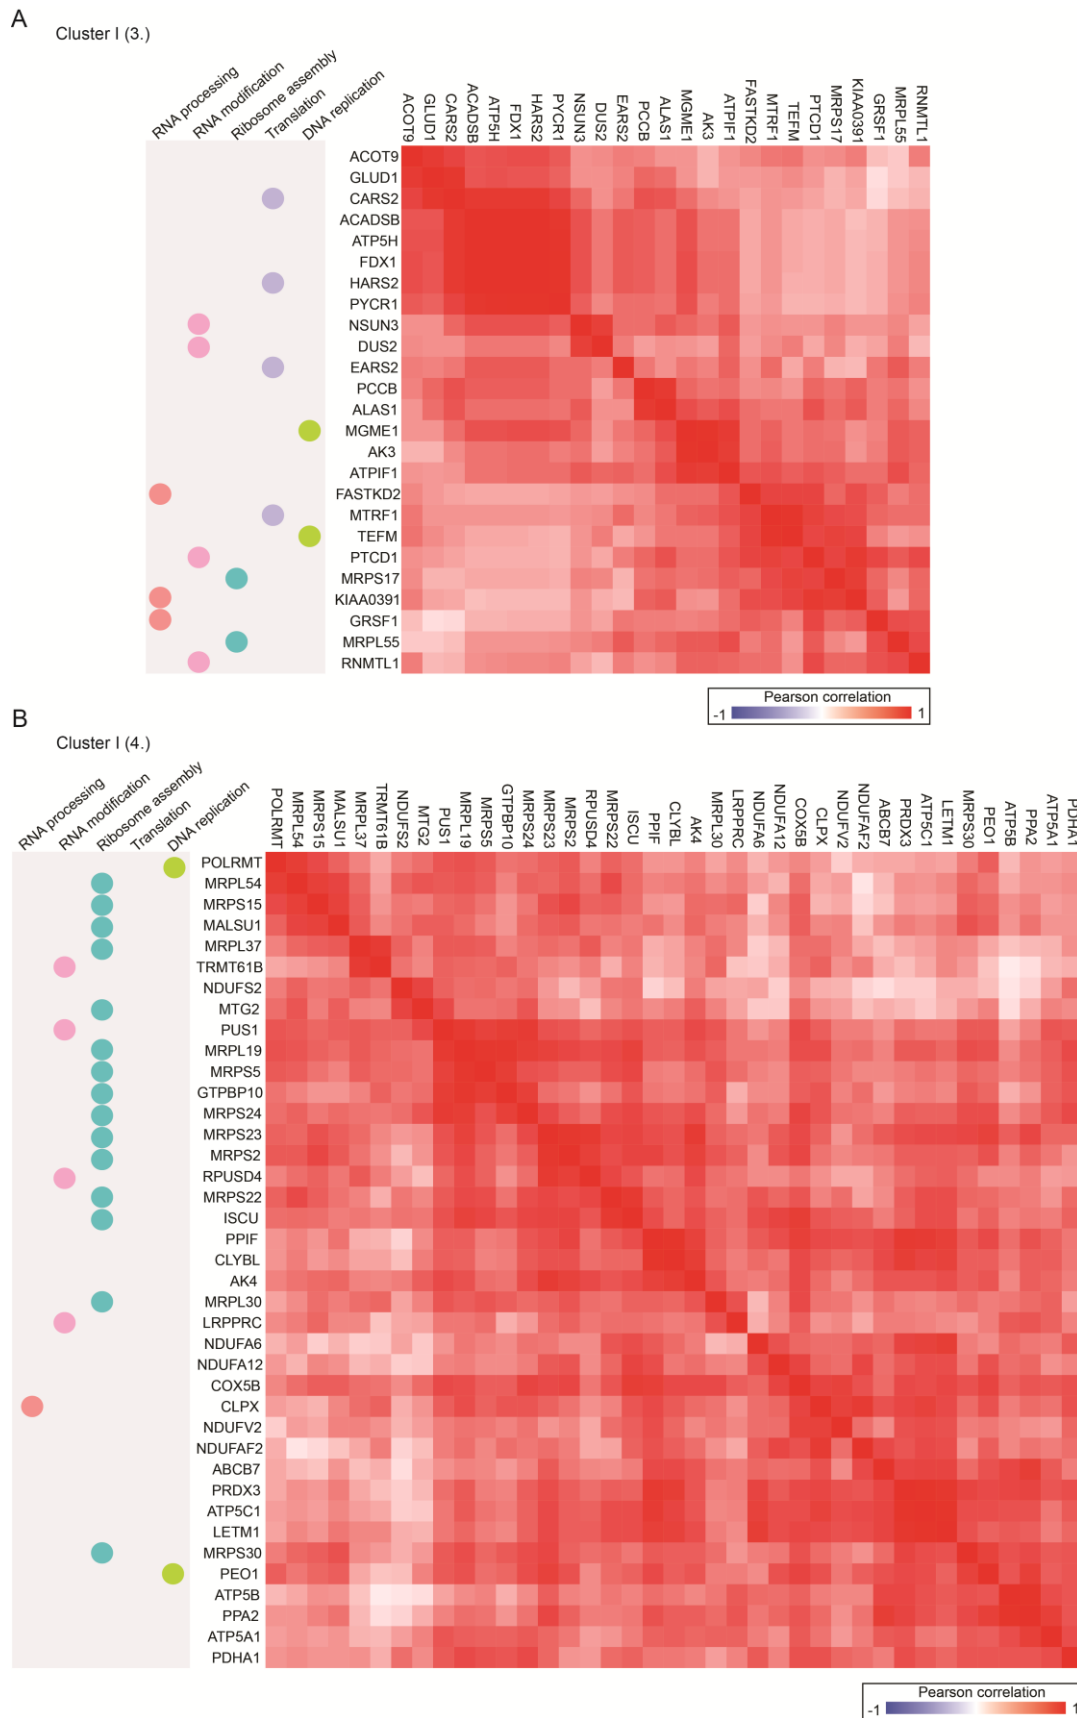 A
Cluster I (3.)
RNA processing
RNA modification
Ribosome assembly
Translation
DNA replication
ACOT9
GLUD1
CARS2
ACADSB
ATP5H
FDX1
HARS2
PYCR1
NSUN3
DUS2
EARS2
PCCB
ALAS1
MGME1
AK3
ATPIF1
FASTKD2
MTRF1
TEFM
PTCD1
MRPS17
KIAA0391
GRSF1
MRPL55
RNMTL1
ACOT9
GLUD1
CARS2
ACADSB
ATP5H
FDX1
HARS2
PYCR1
NSUN3
DUS2
EARS2
PCCB
ALAS1
MGME1
AK3
ATPIF1
FASTKD2
MTRF1
TEFM
PTCD1
MRPS17
KIAA0391
GRSF1
MRPL55
RNMTL1
Pearson correlation
-1 1
B
Cluster I (4.)
RNA processing
RNA modification
Ribosome assembly
Translation
DNA replication
POLRMT
MRPL54
MRPS15
MALSU1
MRPL37
TRMT61B
NDUFS2
MTG2
PUS1
MRPL19
MRPS5
GTPBP10
MRPS24
MRPS23
MRPS2
RPUSD4
MRPS22
ISCU
PPIF
CLYBL
AK4
MRPL30
LRPPRC
NDUFA6
NDUFA12
COX5B
CLPX
NDUFV2
NDUFAF2
ABCB7
PRDX3
ATP5C1
LETM1
MRPS30
PEO1
ATP5B
PPA2
ATP5A1
PDHA1
POLRMT
MRPL54
MRPS15
MALSU1
MRPL37
TRMT61B
NDUFS2
MTG2
PUS1
MRPL19
MRPS5
GTPBP10
MRPS24
MRPS23
MRPS2
RPUSD4
MRPS22
ISCU
PPIF
CLYBL
AK4
MRPL30
LRPPRC
NDUFA6
NDUFA12
COX5B
CLPX
NDUFV2
NDUFAF2
ABCB7
PRDX3
ATP5C1
LETM1
MRPS30
PEO1
ATP5B
PPA2
ATP5A1
PDHA1
Pearson correlation
-1 1